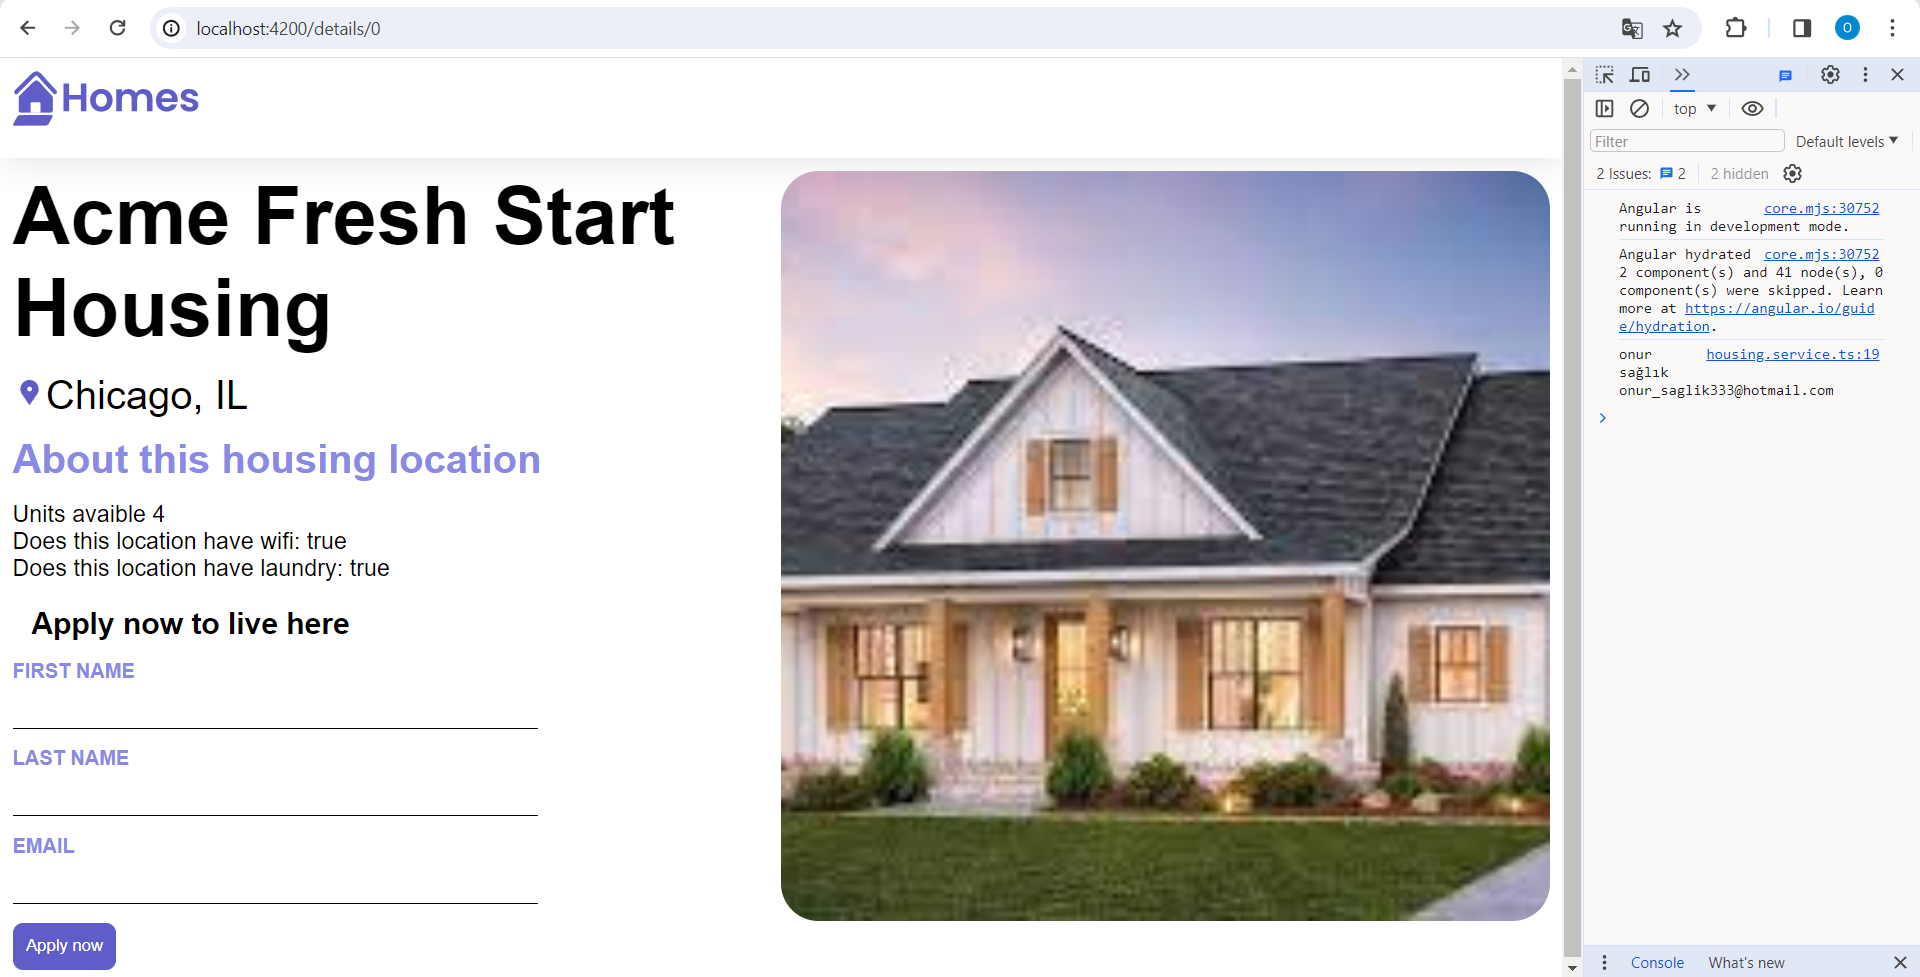 localhost:4200/details/0
O
Homes
Acme Fresh Start
Housing
Chicago, IL
About this housing location
Units avaible 4
Does this location have wifi: true
Does this location have laundry: true
Apply now to live here
FIRST NAME
LAST NAME
EMAIL
Apply now
top
Filter
Default levels
2 Issues: 2
2 hidden
Angular is core.mjs:30752
running in development mode.
Angular hydrated core.mjs:30752
2 component(s) and 41 node(s), 0
component(s) were skipped. Learn
more at https://angular.io/guid
e/hydration.
onur housing.service.ts:19
sağlık
onur_saglik333@hotmail.com
Console
What's new